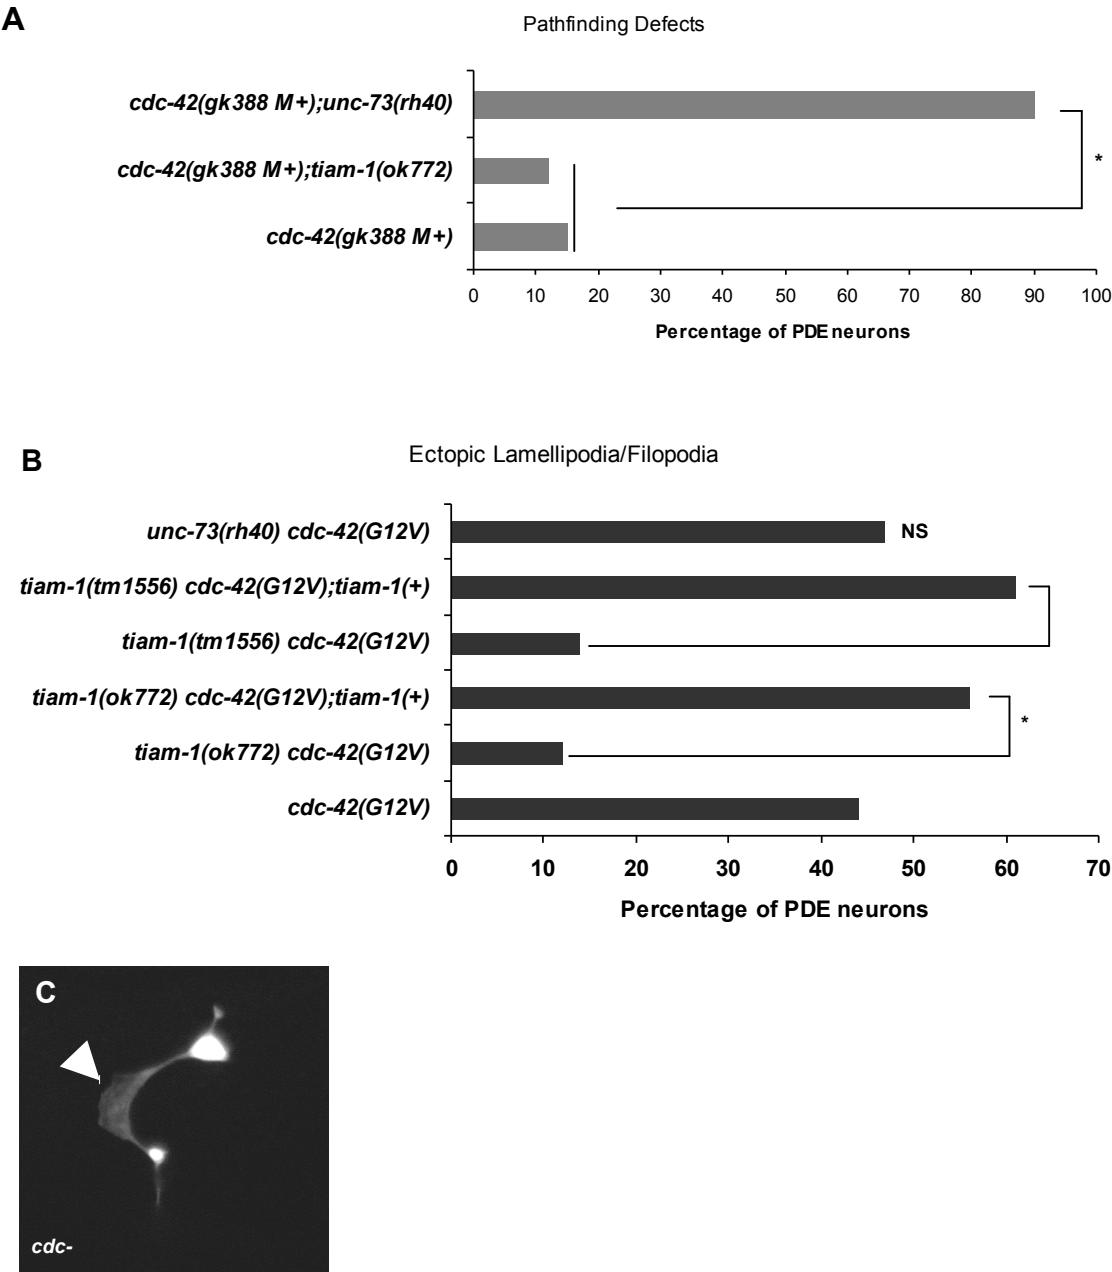 A
Pathfinding Defects
cdc-42(gk388 M+);unc-73(rh40)
cdc-42(gk388 M+);tiam-1(ok772)
*
cdc-42(gk388 M+)
0 10 20 30 40 50 60 70 80 90 100
Percentage of PDE neurons
B
Ectopic Lamellipodia/Filopodia
unc-73(rh40) cdc-42(G12V)
NS
tiam-1(tm1556) cdc-42(G12V);tiam-1(+)
tiam-1(tm1556) cdc-42(G12V)
tiam-1(ok772) cdc-42(G12V);tiam-1(+)
*
tiam-1(ok772) cdc-42(G12V)
cdc-42(G12V)
0 10 20 30 40 50 60 70
Percentage of PDE neurons
C
cdc-